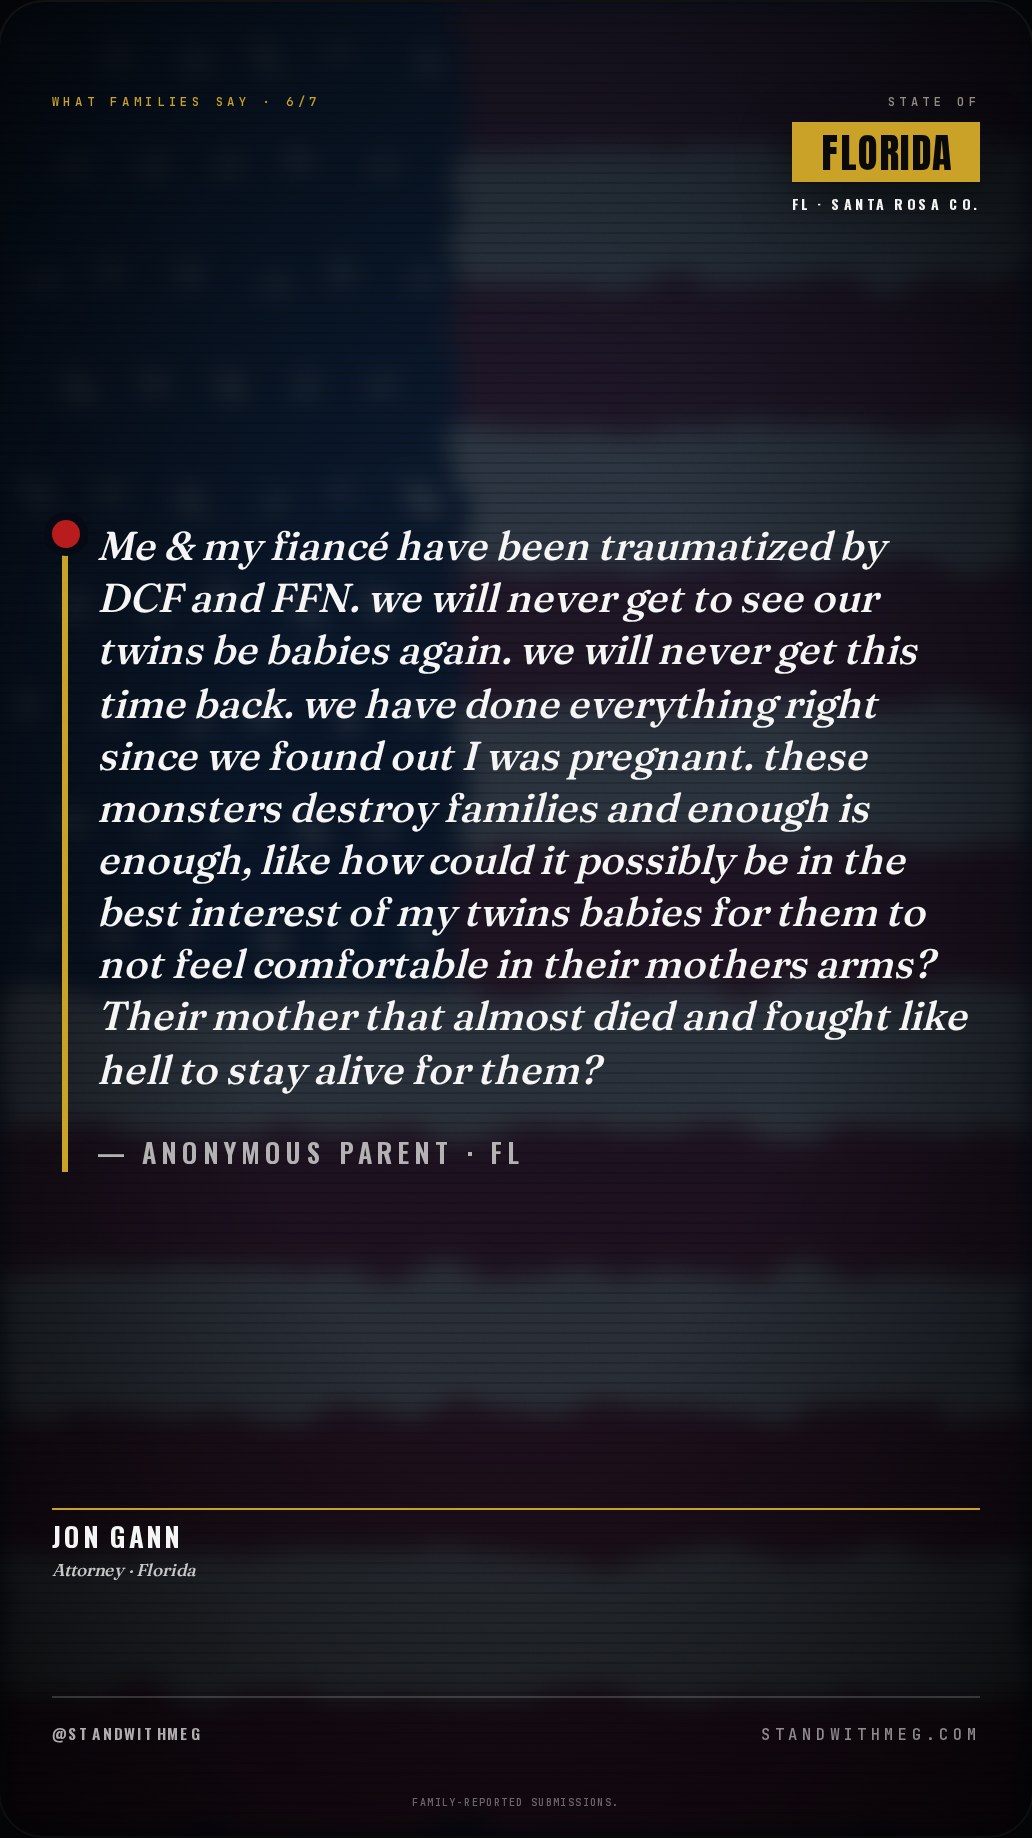 WHAT FAMILIES SAY · 6/7
STATE OF
FLORIDA
FL · SANTA ROSA CO.
Me & my fiancé have been traumatized by
DCF and FFN. we will never get to see our
twins be babies again. we will never get this
time back. we have done everything right
since we found out I was pregnant. these
monsters destroy families and enough is
enough, like how could it possibly be in the
best interest of my twins babies for them to
not feel comfortable in their mothers arms?
Their mother that almost died and fought like
hell to stay alive for them?
— ANONYMOUS PARENT · FL
JON GANN
Attorney · Florida
@STANDWITHMEG
STANDWITHMEG.COM
FAMILY-REPORTED SUBMISSIONS.